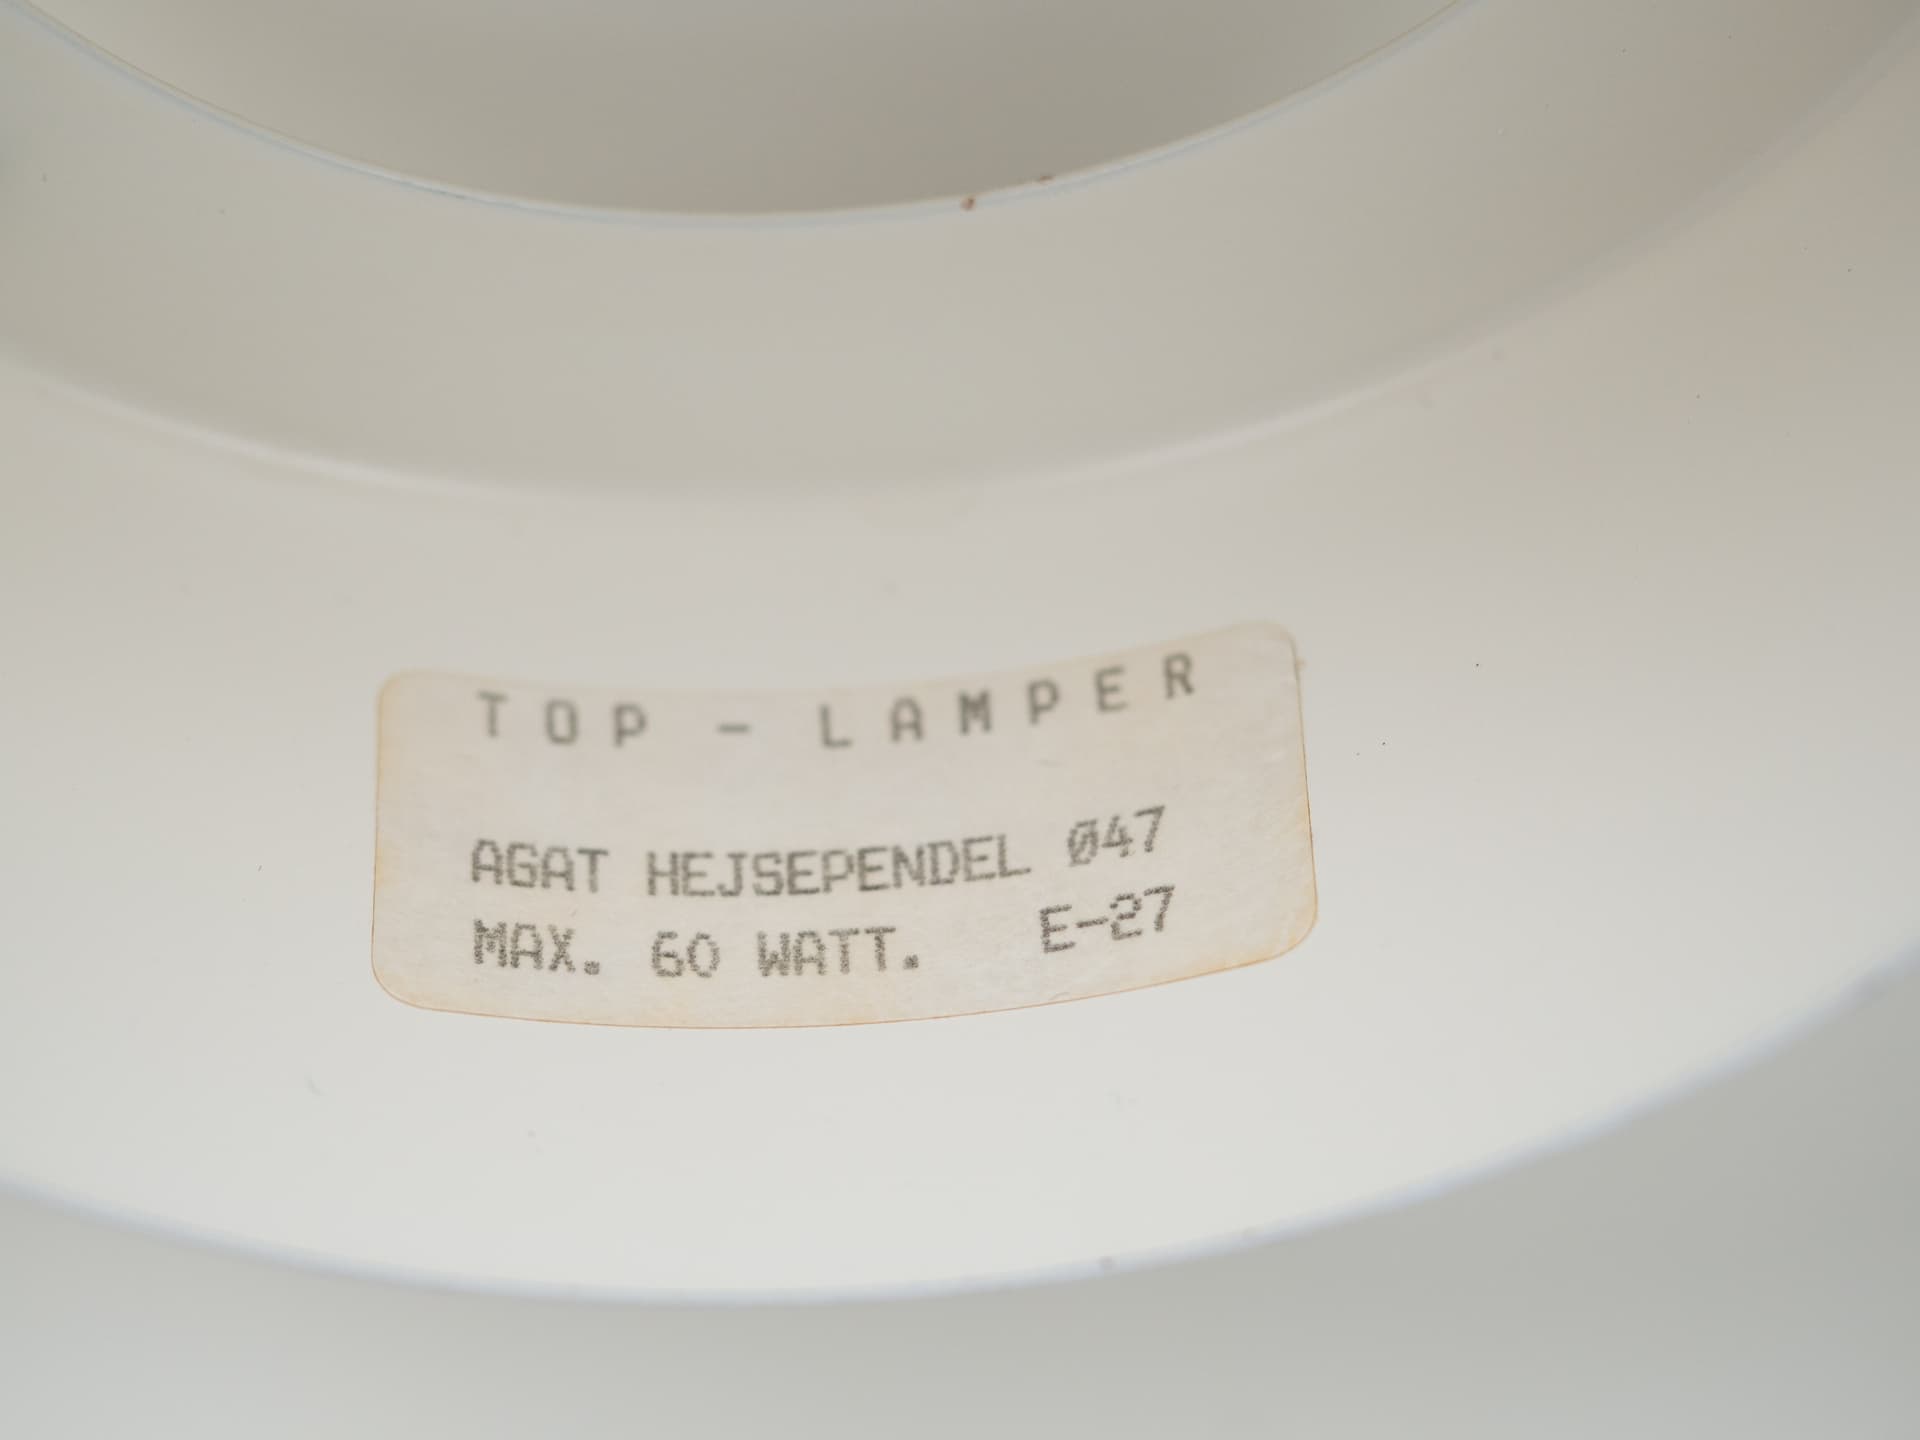 TOP - LAMPER
AGAT HEJSEPENDEL Ø47
MAX. 60 WATT. E-27